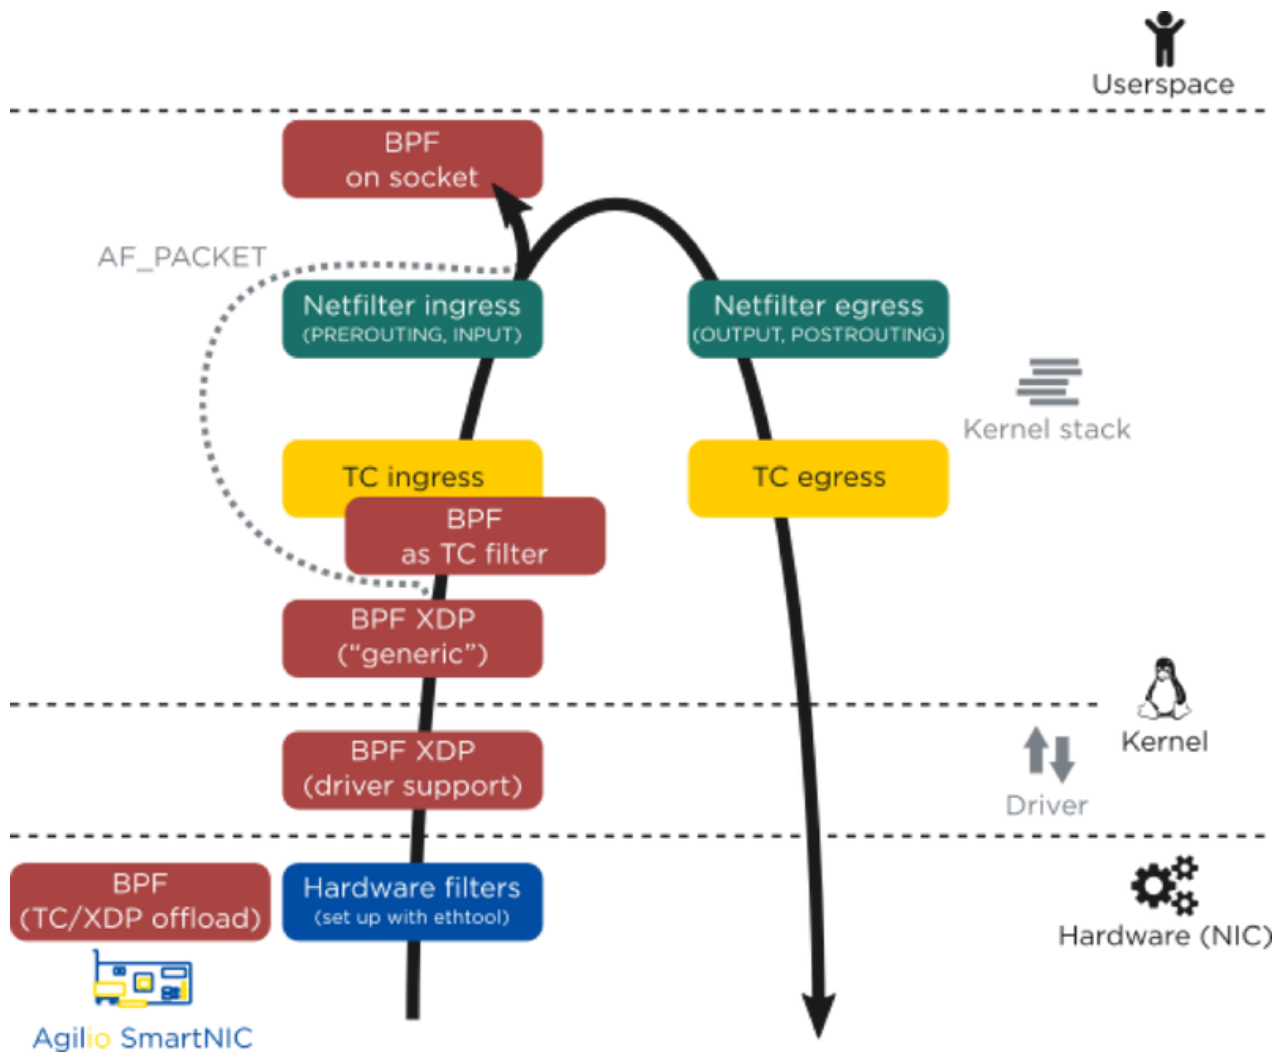 Userspace
BPF
on socket
AF_PACKET
Netfilter ingress
(PREROUTING, INPUT)
Netfilter egress
(OUTPUT, POSTROUTING)
Kernel stack
TC ingress
TC egress
BPF
as TC filter
BPF XDP
(“generic”)
Kernel
BPF XDP
(driver support)
Driver
BPF
(TC/XDP offload)
Hardware filters
(set up with ethtool)
Hardware (NIC)
Agilio SmartNIC